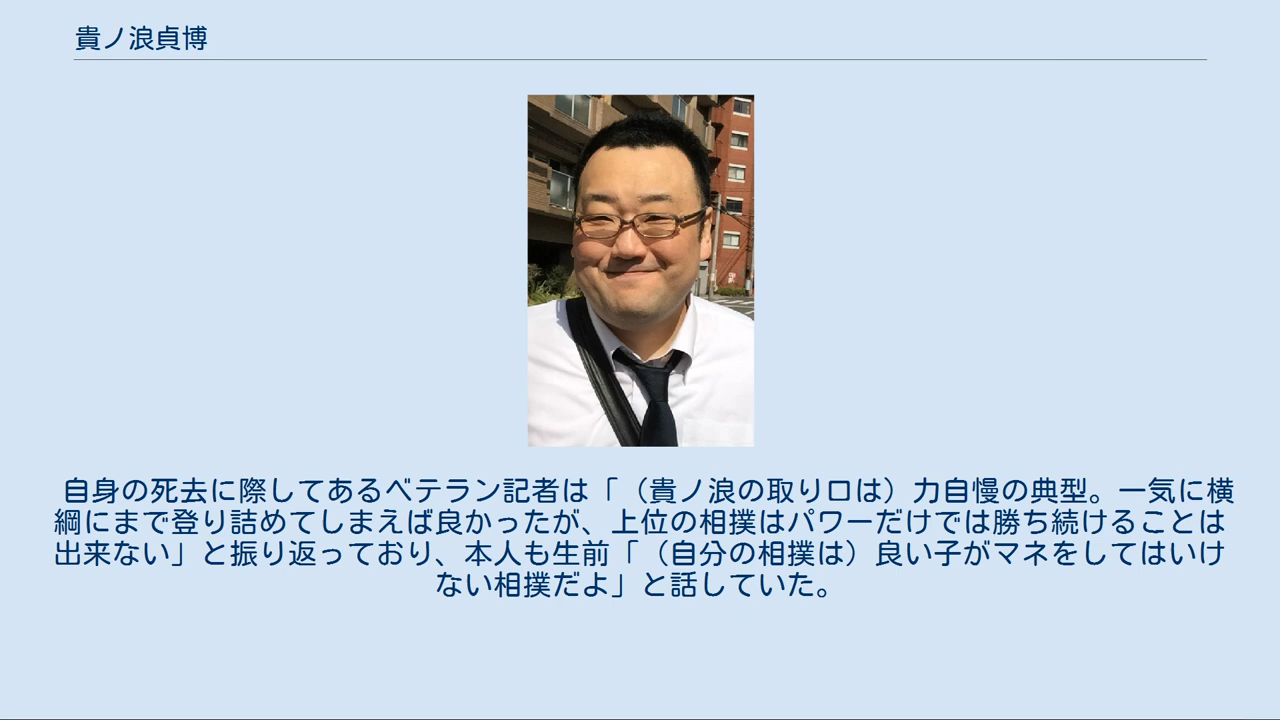 貴ノ浪貞博
自身の死去に際してあるベテラン記者は「（貴ノ浪の取り口は）力自慢の典型。一気に横
綱にまで登り詰めてしまえば良かったが、上位の相撲はパワーだけでは勝ち続けることは
出来ない」と振り返っており、本人も生前「（自分の相撲は）良い子がマネをしてはいけ
ない相撲だよ」と話していた。